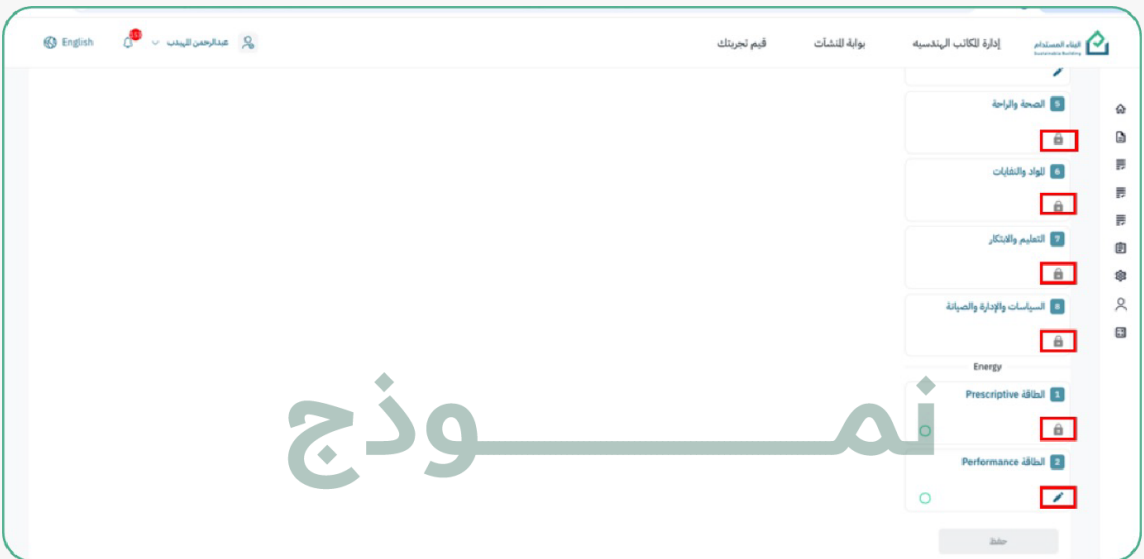 البناء المستدام
Sustainable Building
إدارة المكاتب الهندسيه
بوابة المنشآت
قيم تجربتك
عبدالرحمن المهيدب
English
5 الصحة والراحة
6 المواد والنفايات
7 التعليم والابتكار
8 السياسات والإدارة والصيانة
Energy
1 الطاقة Prescriptive
2 الطاقة Performance
حفظ
نمـــــــوذج